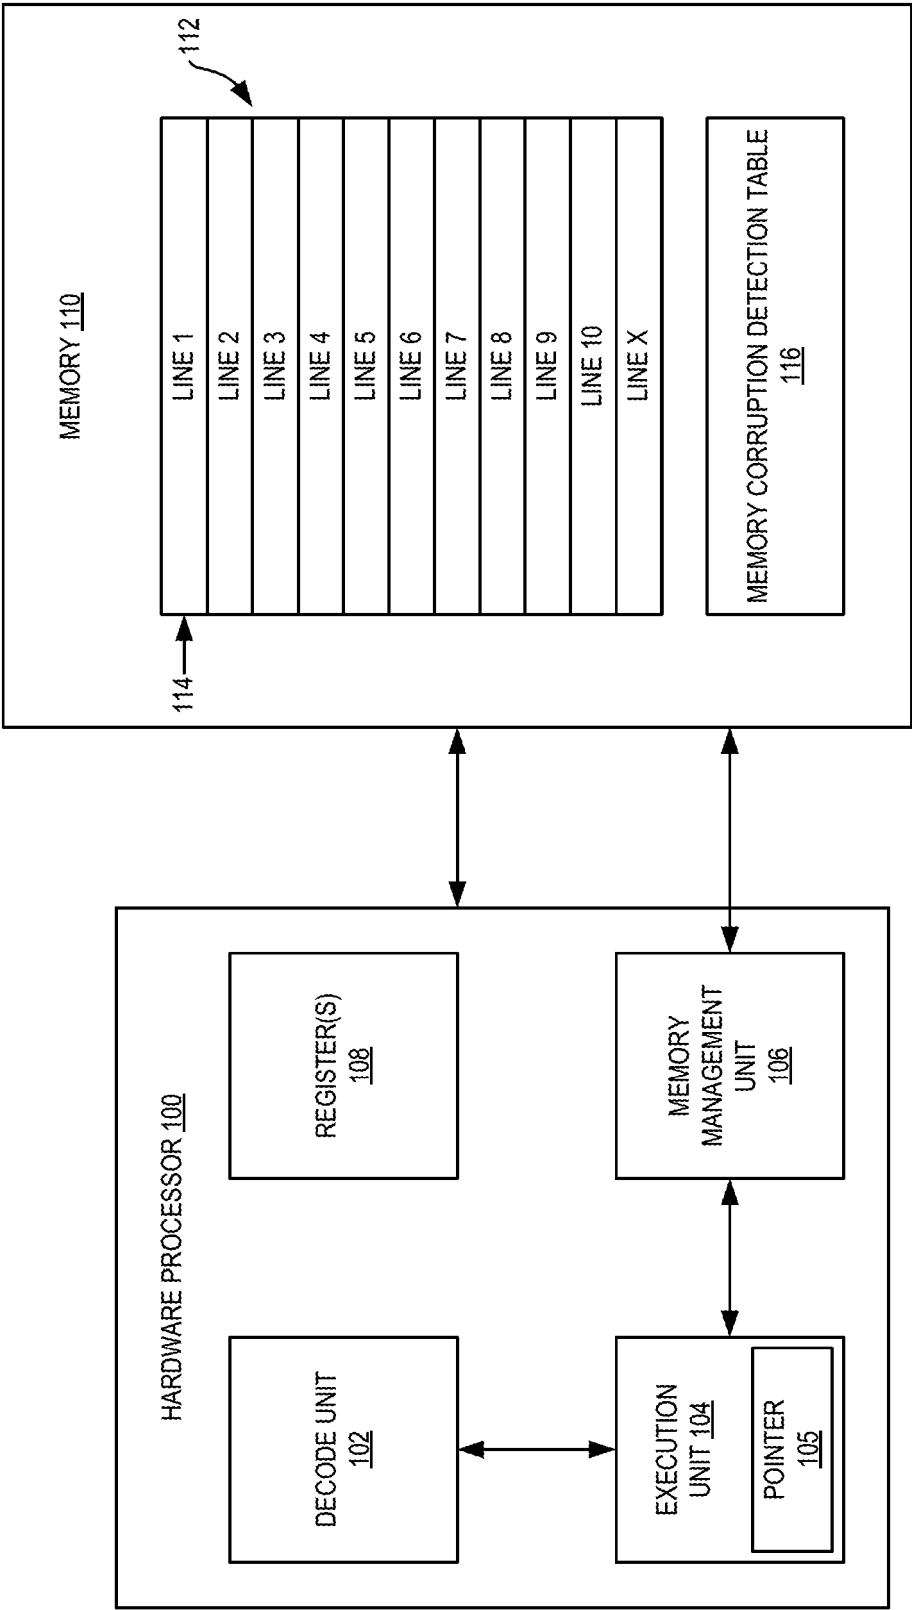 HARDWARE PROCESSOR 100
DECODE UNIT
102
REGISTER(S)
108
EXECUTION
UNIT 104
POINTER
105
MEMORY
MANAGEMENT
UNIT
106
MEMORY 110
112
114
LINE 1
LINE 2
LINE 3
LINE 4
LINE 5
LINE 6
LINE 7
LINE 8
LINE 9
LINE 10
LINE X
MEMORY CORRUPTION DETECTION TABLE
116